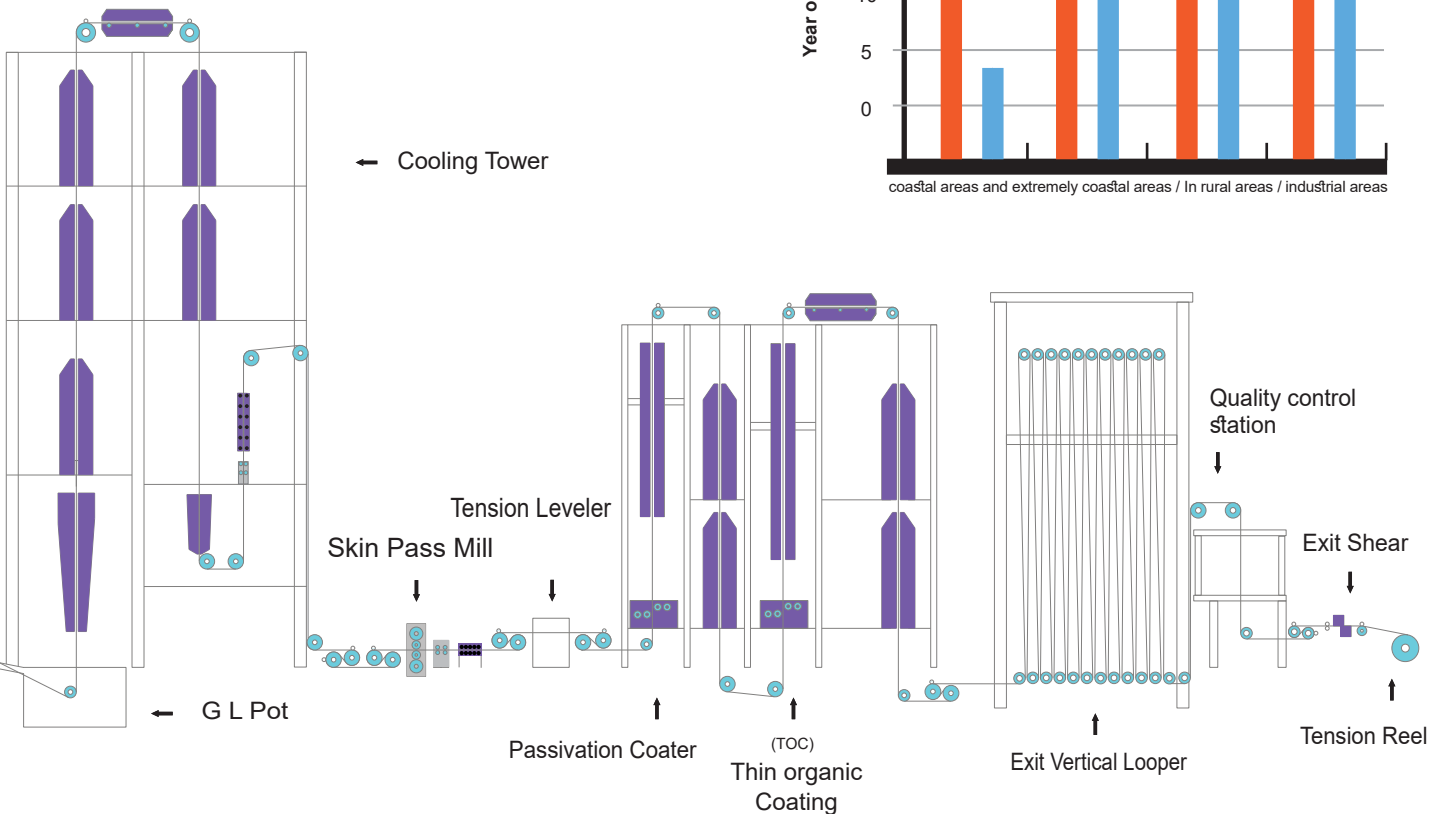 Year o
5
0
coastal areas and extremely coastal areas / In rural areas / industrial areas
Cooling Tower
Quality control
station
Tension Leveler
Skin Pass Mill
Exit Shear
G L Pot
Passivation Coater
(TOC)
Thin organic
Coating
Exit Vertical Looper
Tension Reel